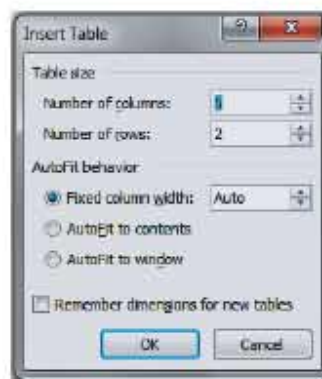 Insert Table
Table size
Number of columns: 5
Number of rows: 2
AutoFit behavior
Fixed column width: Auto
AutoFit to contents
AutoFit to window
Remember dimensions for new tables
OK Cancel